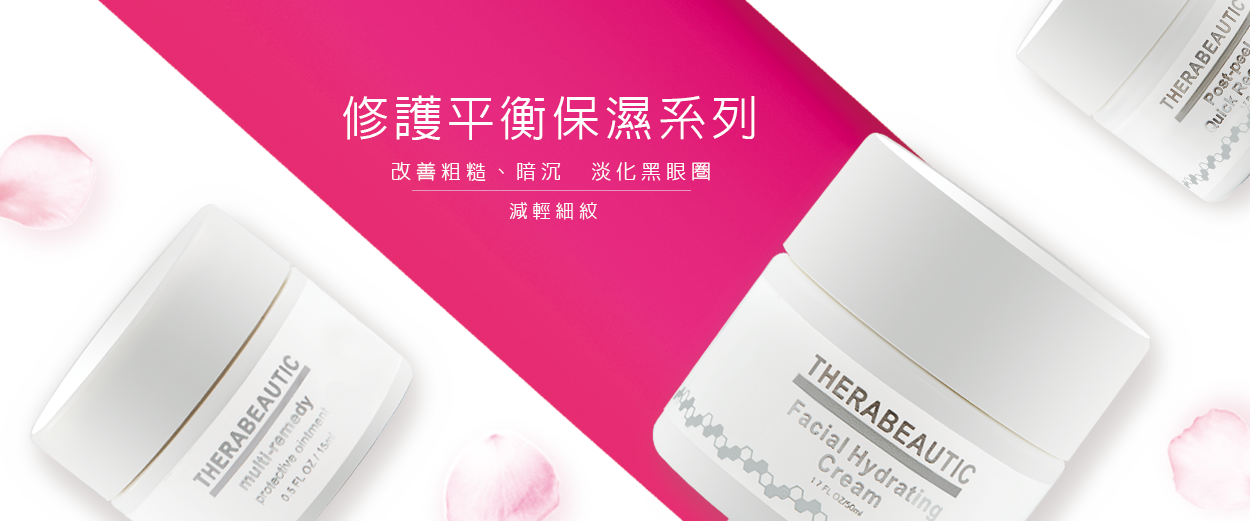 修護平衡保濕系列
改善粗糙、暗沉　淡化黑眼圈
減輕細紋
THERABEAUTIC
multi-remedy
protective ointment
0.5 FL OZ / 15ml
THERABEAUTIC
Facial Hydrating
Cream
1.7 FL OZ/50ml
THERABEAUTIC
Post-peel
Quick